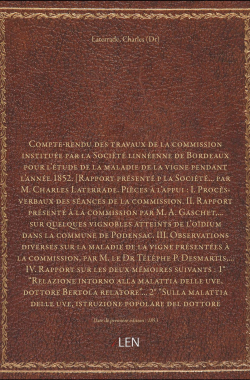 Laterrade, Charles (Dr)
Compte-rendu des travaux de la commission
instituée par la Société linnéenne de Bordeaux
pour l'étude de la maladie de la vigne pendant
l'année 1852. [Rapport présenté p la Société... par
M. Charles Laterrade. Pièces à l'appui : I. Procès-
verbaux des séances de la commission. II. Rapport
présenté à la commission par M. A. Gaschet,...
sur quelques vignobles atteints de l'oïdium
dans la commune de Podensac. III. Observations
diverses sur la maladie de la vigne présentées à
la commission, par M. le Dr Télèphe P. Desmartis,...
IV. Rapport sur les deux mémoires suivants : 1°
"Relazione intorno alla malattia delle uve.
dottore Bertola relatore"... 2° "Sulla malattia
delle uve, istruzione popolare del dottore
Date de première édition : 1853
LEN